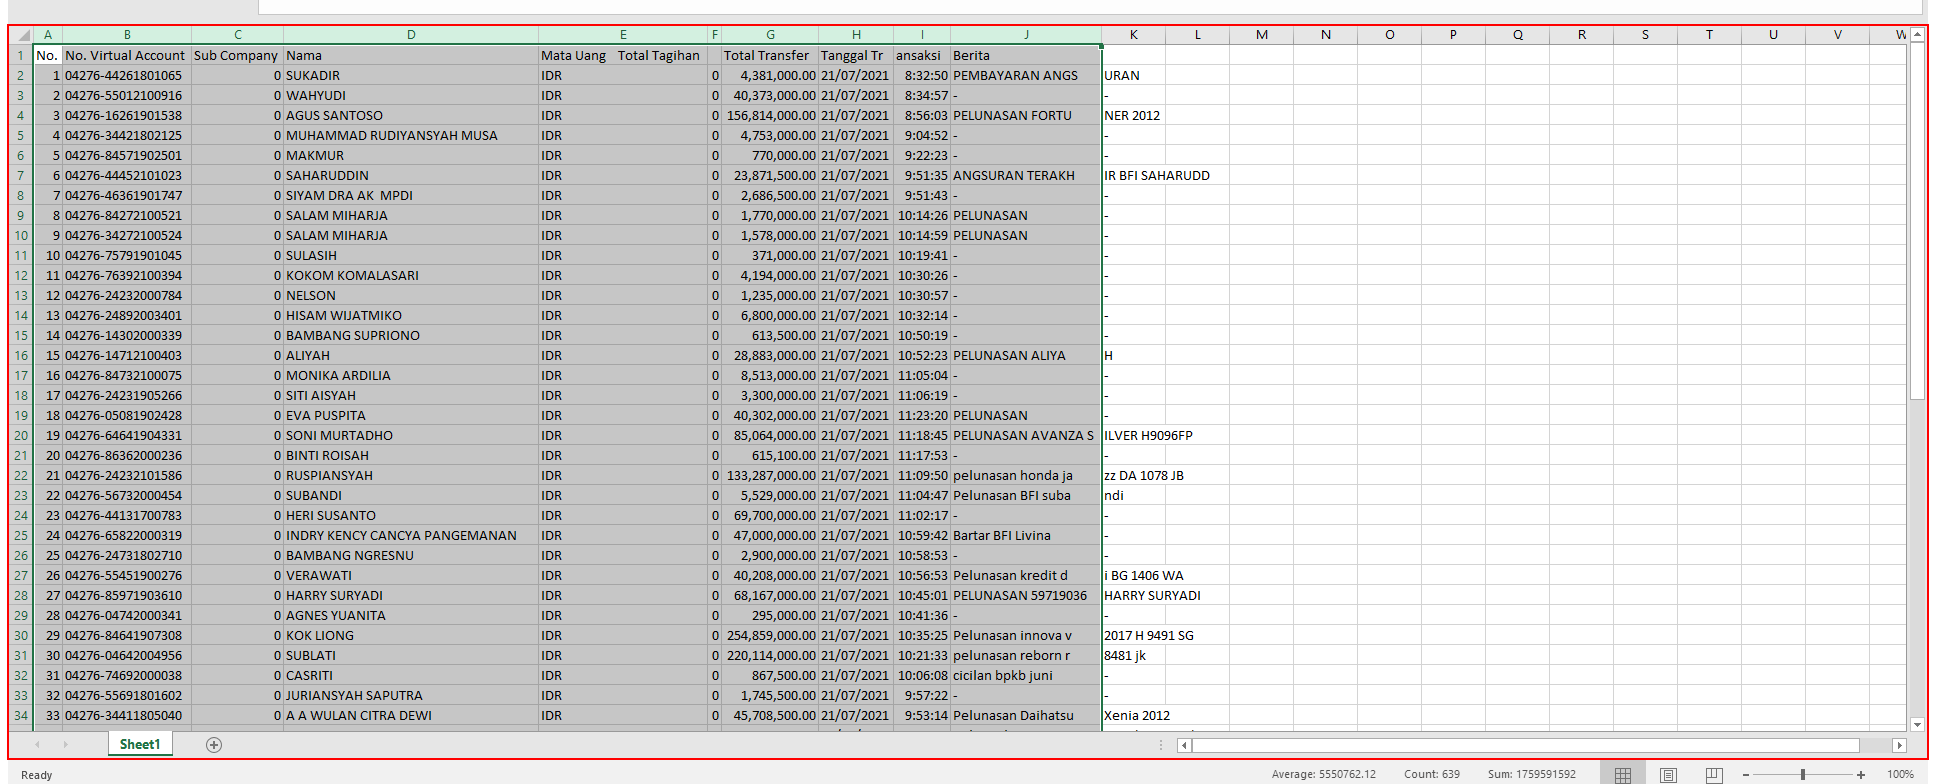 A B C D E F G H I J K L M N O P Q R S T U V W
1 No. No. Virtual Account Sub Company Nama Mata Uang Total Tagihan Total Transfer Tanggal Tr ansaksi Berita
2 1 04276-44261801065 0 SUKADIR IDR 0 4,381,000.00 21/07/2021 8:32:50 PEMBAYARAN ANGS URAN
3 2 04276-55012100916 0 WAHYUDI IDR 0 40,373,000.00 21/07/2021 8:34:57 - -
4 3 04276-16261901538 0 AGUS SANTOSO IDR 0 156,814,000.00 21/07/2021 8:56:03 PELUNASAN FORTU NER 2012
5 4 04276-34421802125 0 MUHAMMAD RUDIYANSYAH MUSA IDR 0 4,753,000.00 21/07/2021 9:04:52 - -
6 5 04276-84571902501 0 MAKMUR IDR 0 770,000.00 21/07/2021 9:22:23 - -
7 6 04276-44452101023 0 SAHARUDDIN IDR 0 23,871,500.00 21/07/2021 9:51:35 ANGSURAN TERAKH IR BFI SAHARUDD
8 7 04276-46361901747 0 SIYAM DRA AK MPDI IDR 0 2,686,500.00 21/07/2021 9:51:43 - -
9 8 04276-84272100521 0 SALAM MIHARJA IDR 0 1,770,000.00 21/07/2021 10:14:26 PELUNASAN -
10 9 04276-34272100524 0 SALAM MIHARJA IDR 0 1,578,000.00 21/07/2021 10:14:59 PELUNASAN -
11 10 04276-75791901045 0 SULASIH IDR 0 371,000.00 21/07/2021 10:19:41 - -
12 11 04276-76392100394 0 KOKOM KOMALASARI IDR 0 4,194,000.00 21/07/2021 10:30:26 - -
13 12 04276-24232000784 0 NELSON IDR 0 1,235,000.00 21/07/2021 10:30:57 - -
14 13 04276-24892003401 0 HISAM WIJATMIKO IDR 0 6,800,000.00 21/07/2021 10:32:14 - -
15 14 04276-14302000339 0 BAMBANG SUPRIONO IDR 0 613,500.00 21/07/2021 10:50:19 - -
16 15 04276-14712100403 0 ALIYAH IDR 0 28,883,000.00 21/07/2021 10:52:23 PELUNASAN ALIYA H
17 16 04276-84732100075 0 MONIKA ARDILIA IDR 0 8,513,000.00 21/07/2021 11:05:04 - -
18 17 04276-24231905266 0 SITI AISYAH IDR 0 3,300,000.00 21/07/2021 11:06:19 - -
19 18 04276-05081902428 0 EVA PUSPITA IDR 0 40,302,000.00 21/07/2021 11:23:20 PELUNASAN -
20 19 04276-64641904331 0 SONI MURTADHO IDR 0 85,064,000.00 21/07/2021 11:18:45 PELUNASAN AVANZA S ILVER H9096FP
21 20 04276-86362000236 0 BINTI ROISAH IDR 0 615,100.00 21/07/2021 11:17:53 - -
22 21 04276-24232101586 0 RUSPIANSYAH IDR 0 133,287,000.00 21/07/2021 11:09:50 pelunasan honda ja zz DA 1078 JB
23 22 04276-56732000454 0 SUBANDI IDR 0 5,529,000.00 21/07/2021 11:04:47 Pelunasan BFI suba ndi
24 23 04276-44131700783 0 HERI SUSANTO IDR 0 69,700,000.00 21/07/2021 11:02:17 - -
25 24 04276-65822000319 0 INDRY KENCY CANCYA PANGEMANAN IDR 0 47,000,000.00 21/07/2021 10:59:42 Bartar BFI Livina -
26 25 04276-24731802710 0 BAMBANG NGRESNU IDR 0 2,900,000.00 21/07/2021 10:58:53 - -
27 26 04276-55451900276 0 VERAWATI IDR 0 40,208,000.00 21/07/2021 10:56:53 Pelunasan kredit d i BG 1406 WA
28 27 04276-85971903610 0 HARRY SURYADI IDR 0 68,167,000.00 21/07/2021 10:45:01 PELUNASAN 59719036 HARRY SURYADI
29 28 04276-04742000341 0 AGNES YUANITA IDR 0 295,000.00 21/07/2021 10:41:36 - -
30 29 04276-84641907308 0 KOK LIONG IDR 0 254,859,000.00 21/07/2021 10:35:25 Pelunasan innova v 2017 H 9491 SG
31 30 04276-04642004956 0 SUBLATI IDR 0 220,114,000.00 21/07/2021 10:21:33 pelunasan reborn r 8481 jk
32 31 04276-74692000038 0 CASRITI IDR 0 867,500.00 21/07/2021 10:06:08 cicilan bpkb juni -
33 32 04276-55691801602 0 JURIANSYAH SAPUTRA IDR 0 1,745,500.00 21/07/2021 9:57:22 - -
34 33 04276-34411805040 0 A A WULAN CITRA DEWI IDR 0 45,708,500.00 21/07/2021 9:53:14 Pelunasan Daihatsu Xenia 2012
Sheet1
Ready Average: 5550762.12 Count: 639 Sum: 1759591592 100%